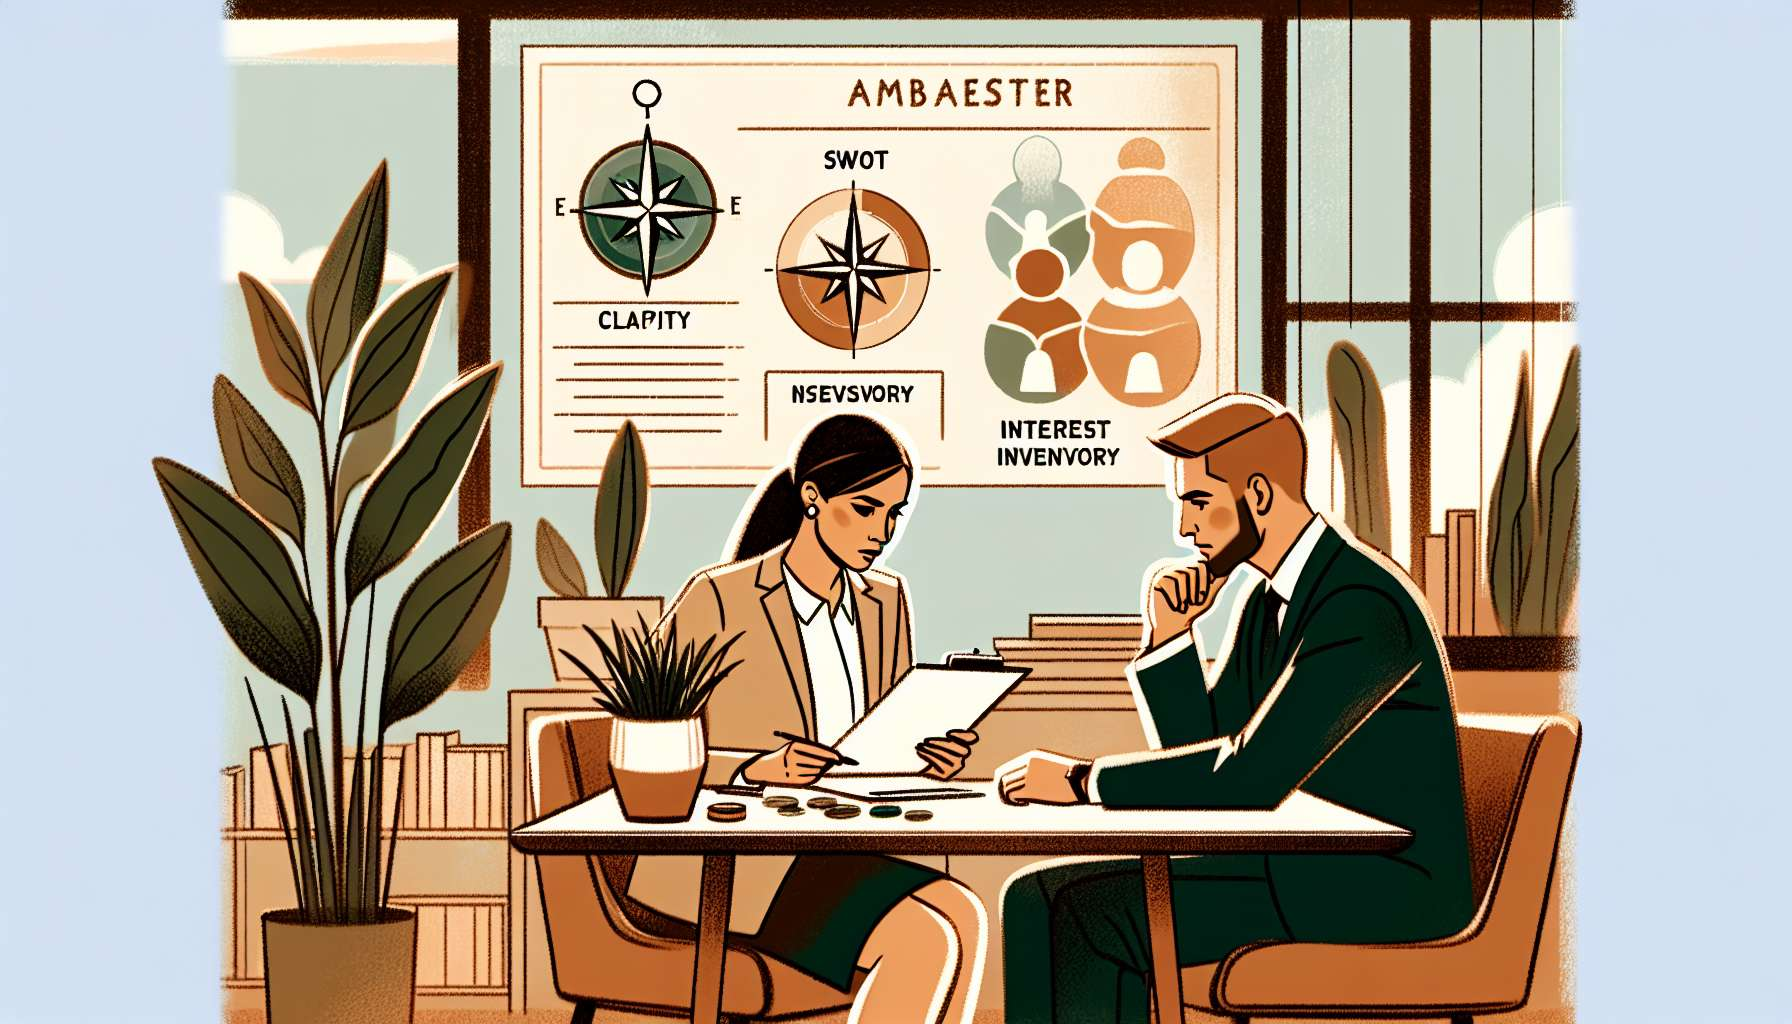 AMBAESTER
SWOT
E E
CLAPITY
NSEVSVORY
INTEREST
INVENVORY